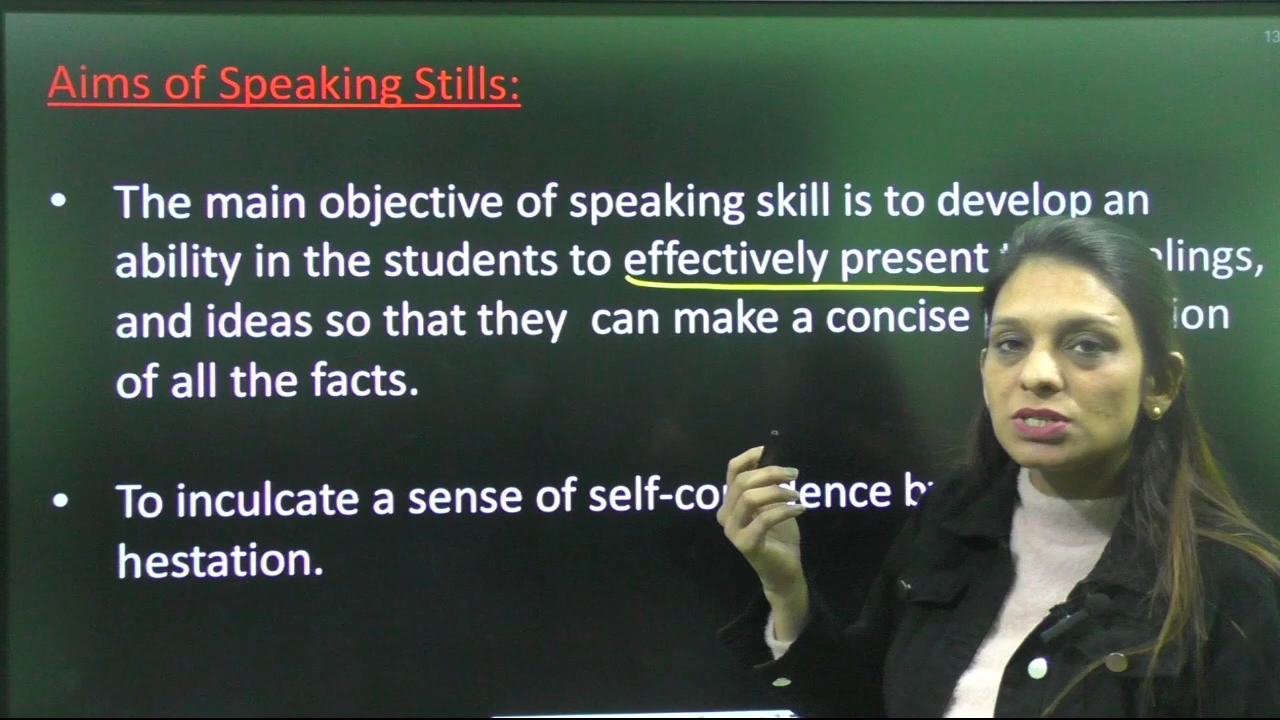 13
Aims of Speaking Stills:
• The main objective of speaking skill is to develop an
ability in the students to effectively present
and ideas so that they can make a concise
of all the facts.
• To inculcate a sense of
hestation.